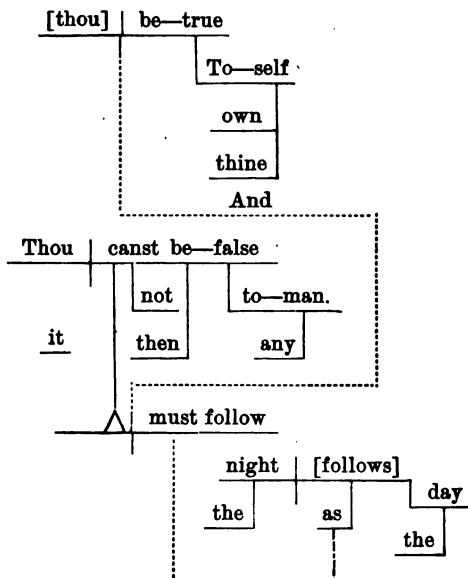 [thou] be—true
To—self
own
thine
And
Thou canst be—false
not to—man.
it then any
must follow
night [follows]
the as day
the